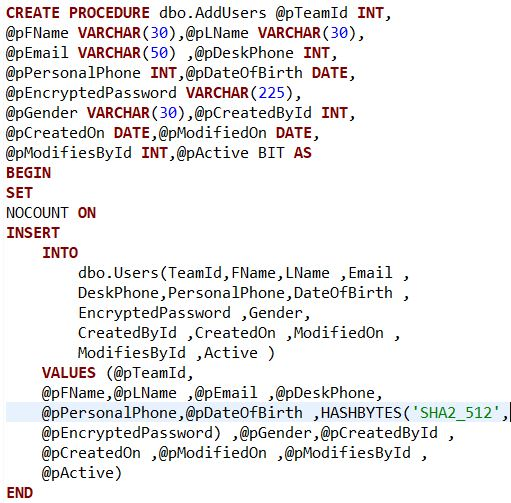 CREATE PROCEDURE dbo.AddUsers @pTeamId INT,
@pFName VARCHAR(30),@pLName VARCHAR(30),
@pEmail VARCHAR(50) ,@pDeskPhone INT,
@pPersonalPhone INT,@pDateOfBirth DATE,
@pEncryptedPassword VARCHAR(225),
@pGender VARCHAR(30),@pCreatedById INT,
@pCreatedOn DATE,@pModifiedOn DATE,
@pModifiesById INT,@pActive BIT AS
BEGIN
SET
NOCOUNT ON
INSERT
INTO
dbo.Users(TeamId,FName,LName ,Email ,
DeskPhone,PersonalPhone,DateOfBirth ,
EncryptedPassword ,Gender,
CreatedById ,CreatedOn ,ModifiedOn ,
ModifiesById ,Active )
VALUES (@pTeamId,
@pFName,@pLName ,@pEmail ,@pDeskPhone,
@pPersonalPhone,@pDateOfBirth ,HASHBYTES('SHA2_512',
@pEncryptedPassword) ,@pGender,@pCreatedById ,
@pCreatedOn ,@pModifiedOn ,@pModifiesById ,
@pActive)
END